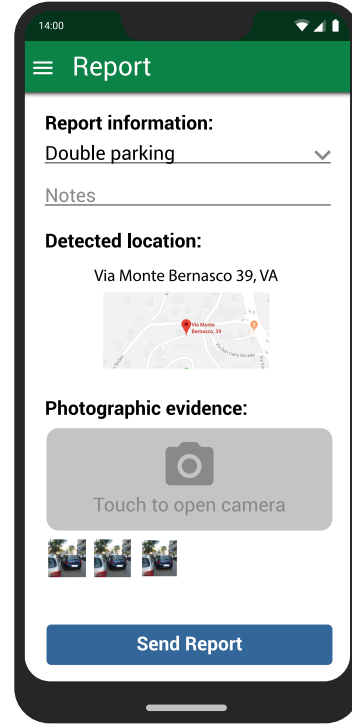 14:00
Report
Report information:
Double parking
Notes
Detected location:
Via Monte Bernasco 39, VA
Via Monte
Bernasco, 39
Photographic evidence:
Touch to open camera
Send Report